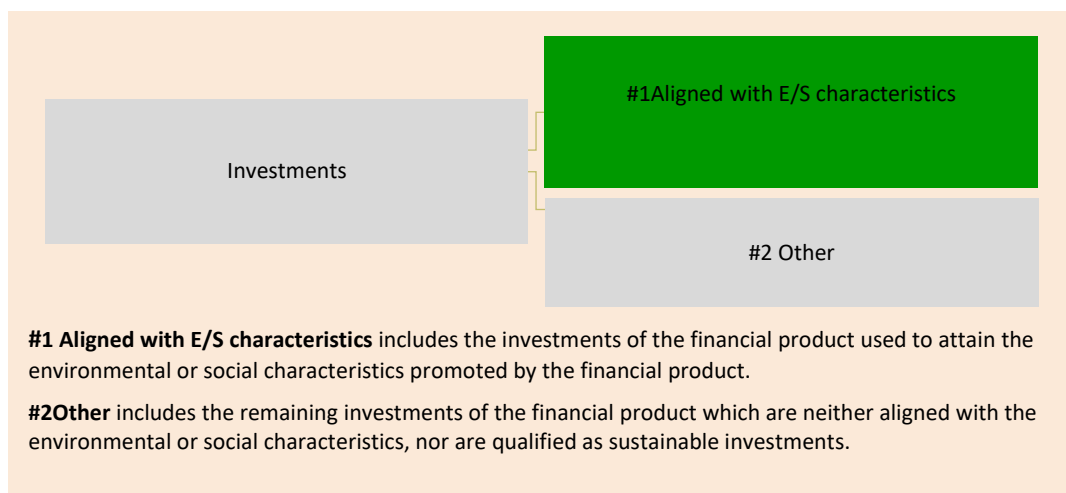 #1Aligned with E/S characteristics
Investments
#2 Other
#1 Aligned with E/S characteristics includes the investments of the financial product used to attain the
environmental or social characteristics promoted by the financial product.
#2Other includes the remaining investments of the financial product which are neither aligned with the
environmental or social characteristics, nor are qualified as sustainable investments.